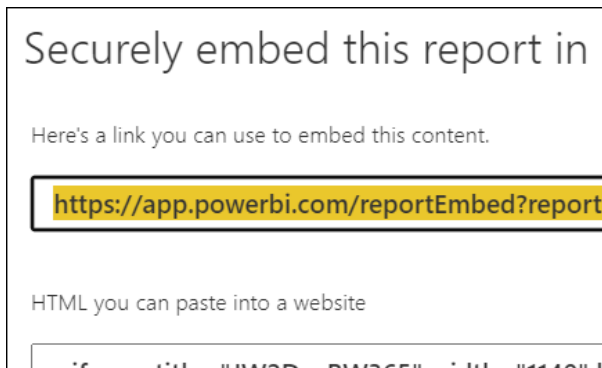 Securely embed this report in
Here's a link you can use to embed this content.
https://app.powerbi.com/reportEmbed?report
HTML you can paste into a website